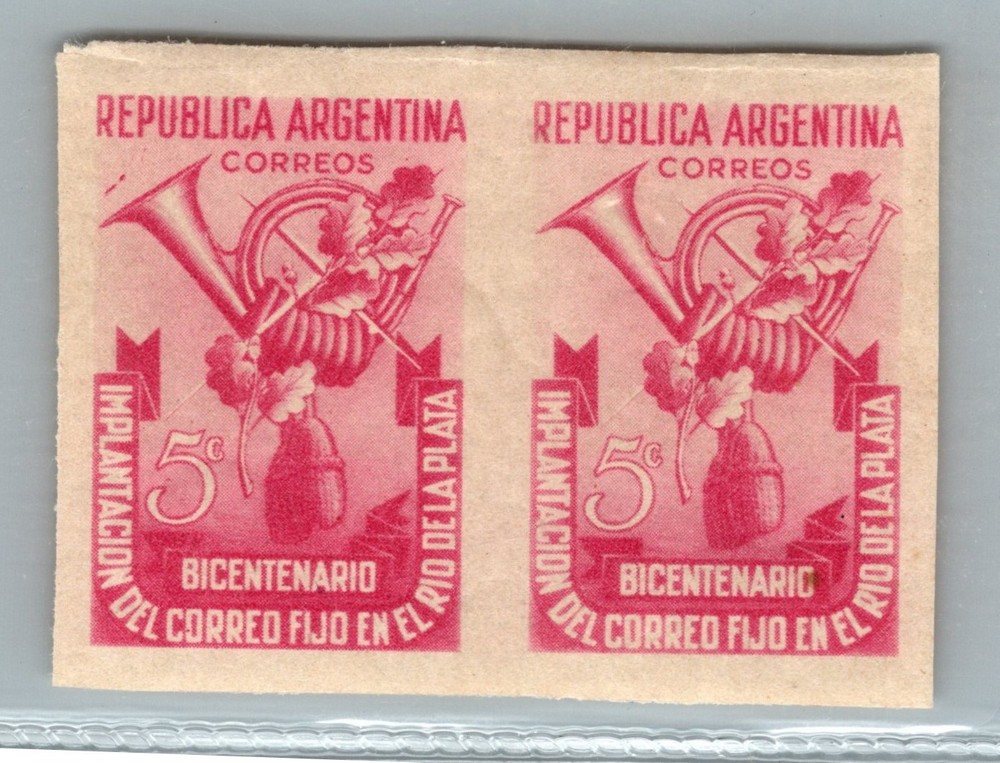 REPUBLICA ARGENTINA
CORREOS
5c
BICENTENARIO
IMPLANTACION DEL CORREO FIJO EN EL RIO DE LA PLATA
REPUBLICA ARGENTINA
CORREOS
5c
BICENTENARIO
IMPLANTACION DEL CORREO FIJO EN EL RIO DE LA PLATA